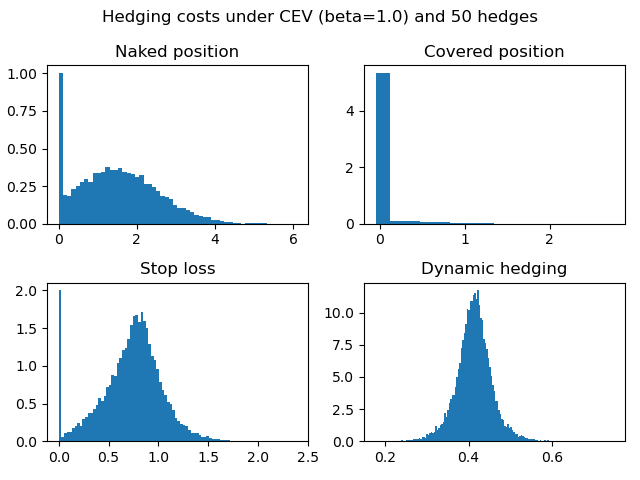 Hedging costs under CEV (beta=1.0) and 50 hedges
Naked position
1.00
0.75
0.50
0.25
0.00
0 2 4 6
Covered position
4
2
0
0 1 2
Stop loss
2.0
1.5
1.0
0.5
0.0
0.0 0.5 1.0 1.5 2.0 2.5
Dynamic hedging
10.0
7.5
5.0
2.5
0.0
0.2 0.4 0.6